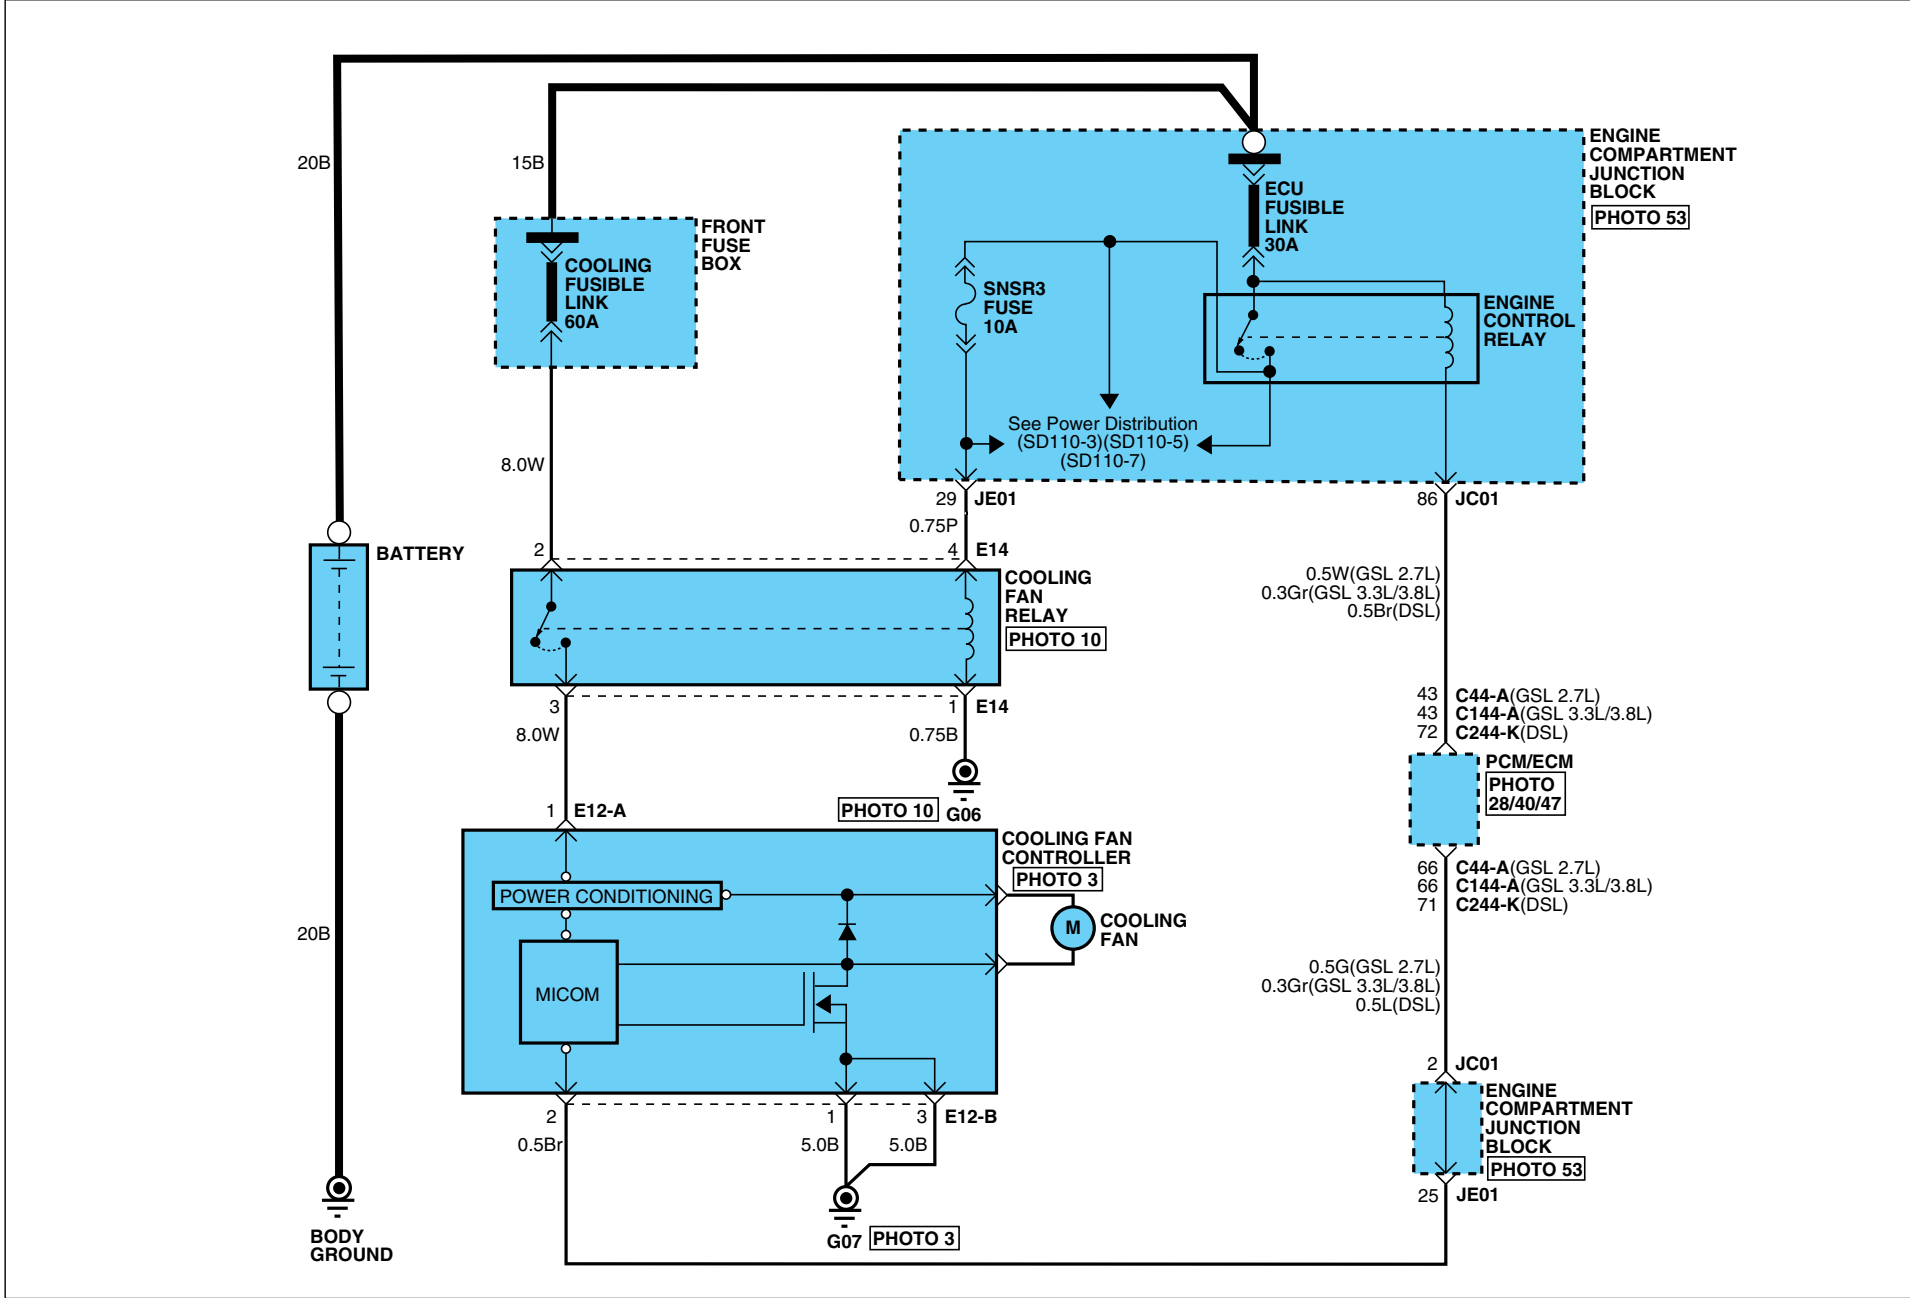 20B
15B
FRONT
FUSE
BOX
COOLING
FUSIBLE
LINK
60A
ENGINE
COMPARTMENT
JUNCTION
BLOCK
PHOTO 53
ECU
FUSIBLE
LINK
30A
SNSR3
FUSE
10A
ENGINE
CONTROL
RELAY
See Power Distribution
(SD110-3)(SD110-5)
(SD110-7)
8.0W
29 JE01
0.75P
86 JC01
BATTERY
2
4 E14
COOLING
FAN
RELAY
PHOTO 10
0.5W(GSL 2.7L)
0.3Gr(GSL 3.3L/3.8L)
0.5Br(DSL)
3
8.0W
1 E14
0.75B
43 C44-A(GSL 2.7L)
43 C144-A(GSL 3.3L/3.8L)
72 C244-K(DSL)
PCM/ECM
PHOTO
28/40/47
1 E12-A
PHOTO 10 G06
COOLING FAN
CONTROLLER
PHOTO 3
POWER CONDITIONING
M
COOLING
FAN
MICOM
66 C44-A(GSL 2.7L)
66 C144-A(GSL 3.3L/3.8L)
71 C244-K(DSL)
20B
0.5G(GSL 2.7L)
0.3Gr(GSL 3.3L/3.8L)
0.5L(DSL)
2 JC01
ENGINE
COMPARTMENT
JUNCTION
BLOCK
PHOTO 53
25 JE01
2
1
3 E12-B
0.5Br
5.0B
5.0B
G07 PHOTO 3
BODY
GROUND